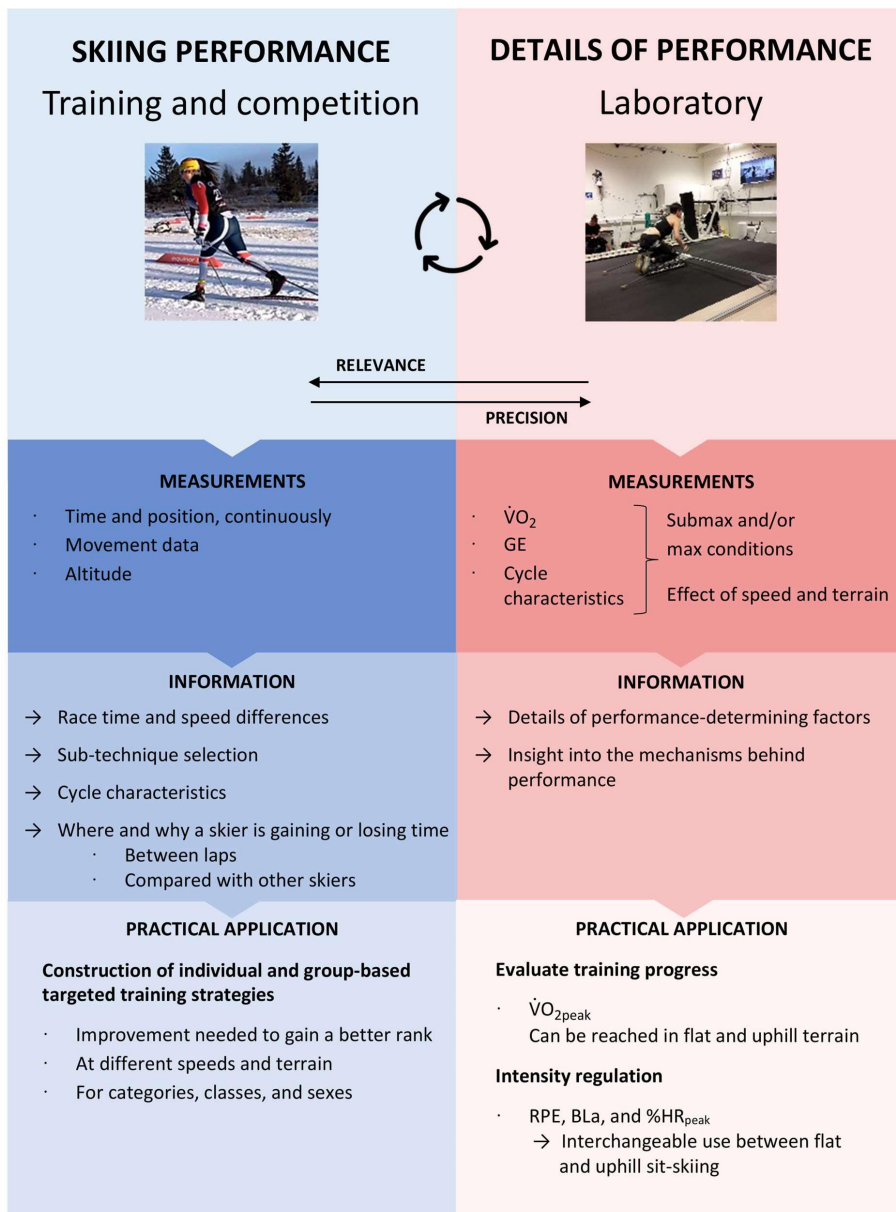 SKIING PERFORMANCE
Training and competition
DETAILS OF PERFORMANCE
Laboratory
RELEVANCE
PRECISION
MEASUREMENTS
· Time and position, continuously
· Movement data
· Altitude
MEASUREMENTS
· V̇O₂
· GE
· Cycle
characteristics
Submax and/or
max conditions
Effect of speed and terrain
INFORMATION
→ Race time and speed differences
→ Sub-technique selection
→ Cycle characteristics
→ Where and why a skier is gaining or losing time
· Between laps
· Compared with other skiers
INFORMATION
→ Details of performance-determining factors
→ Insight into the mechanisms behind
performance
PRACTICAL APPLICATION
Construction of individual and group-based
targeted training strategies
· Improvement needed to gain a better rank
· At different speeds and terrain
· For categories, classes, and sexes
PRACTICAL APPLICATION
Evaluate training progress
· V̇O₂peak
Can be reached in flat and uphill terrain
Intensity regulation
· RPE, BLa, and %HRpeak
→ Interchangeable use between flat
and uphill sit-skiing